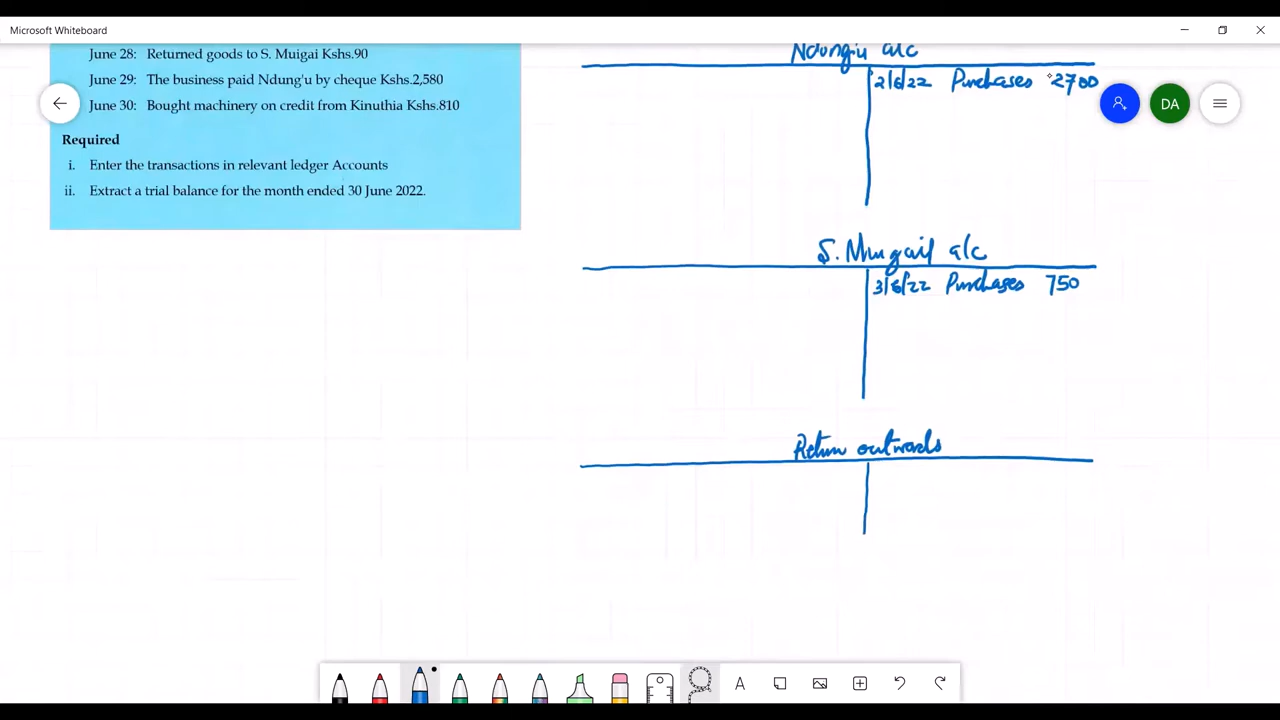 Microsoft Whiteboard
June 28: Returned goods to S. Muigai Kshs.90
June 29: The business paid Ndung'u by cheque Kshs.2,580
June 30: Bought machinery on credit from Kinuthia Kshs.810
Required
i. Enter the transactions in relevant ledger Accounts
ii. Extract a trial balance for the month ended 30 June 2022.
Ndung'u a/c
2/6/22 Purchases 2700
DA
S. Muigai a/c
3/6/22 Purchases 750
Return outwards
A